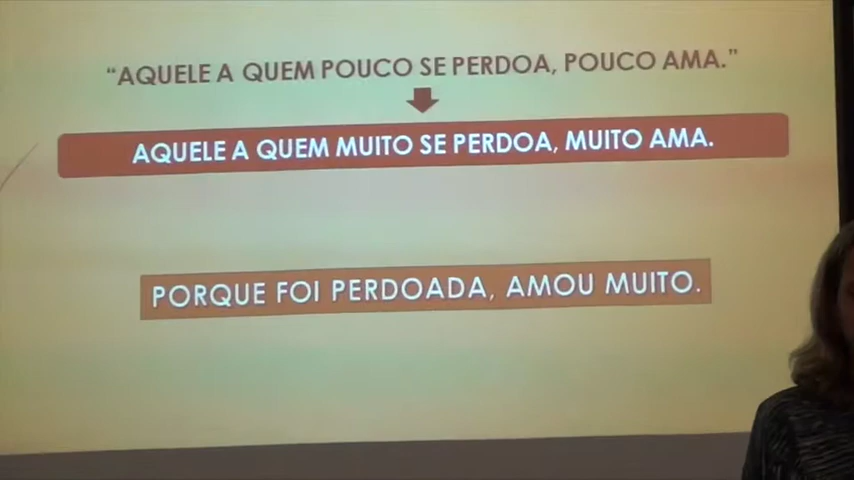 “AQUELE A QUEM POUCO SE PERDOA, POUCO AMA.”
AQUELE A QUEM MUITO SE PERDOA, MUITO AMA.
PORQUE FOI PERDOADA, AMOU MUITO.